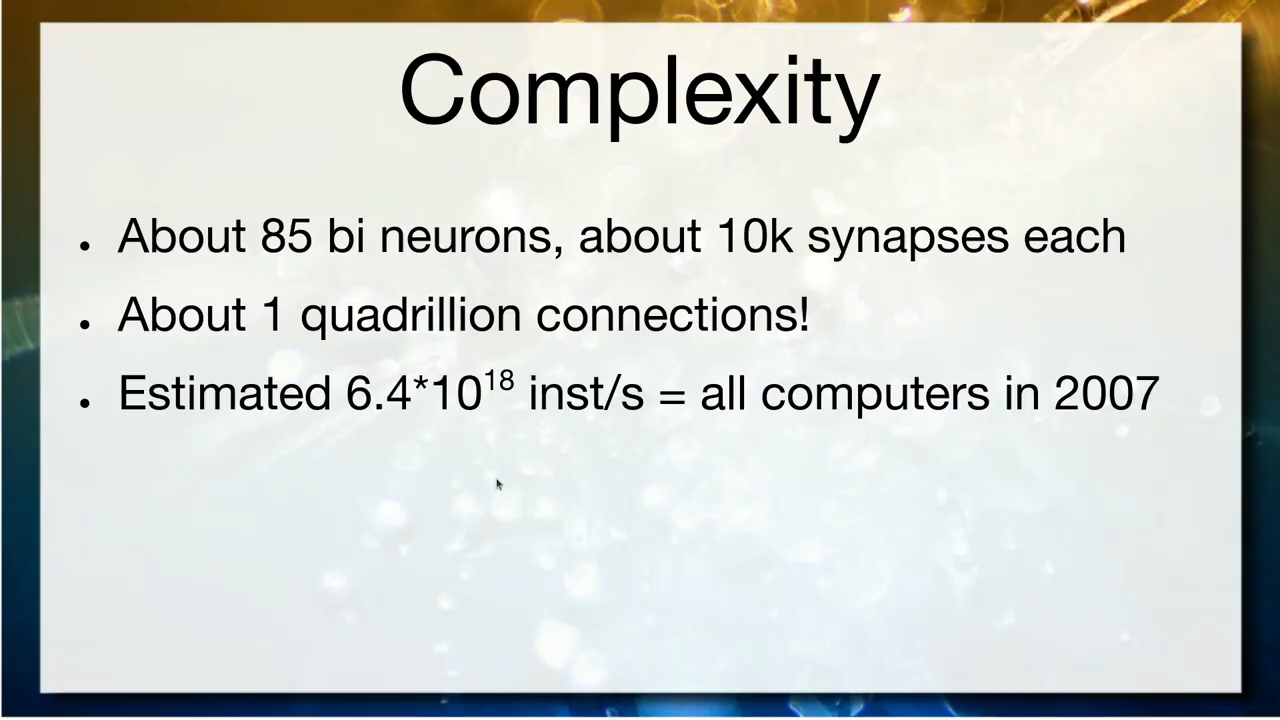 Complexity
• About 85 bi neurons, about 10k synapses each
• About 1 quadrillion connections!
• Estimated 6.4*10¹⁸ inst/s = all computers in 2007